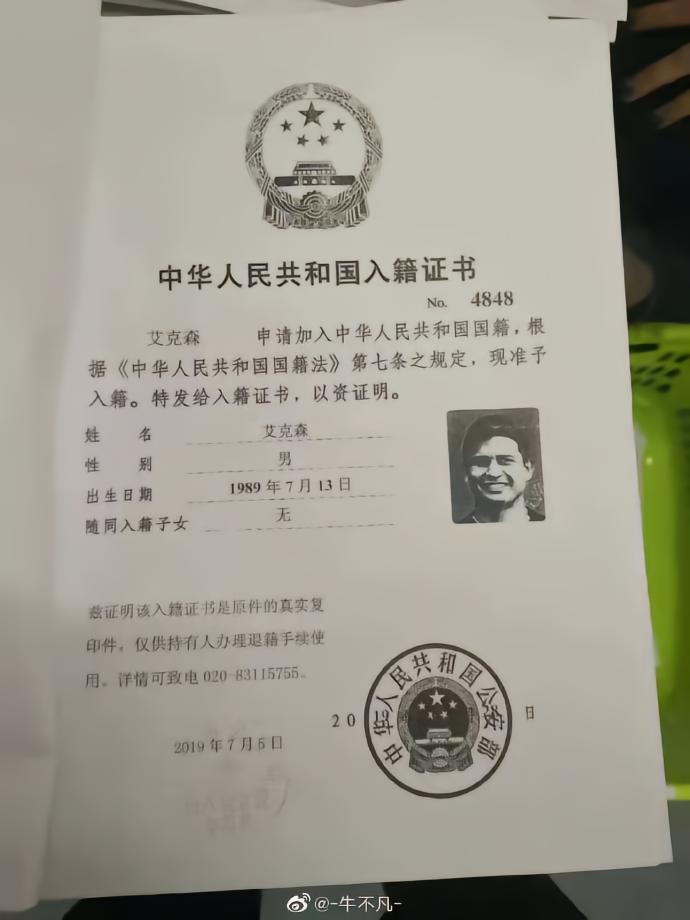 中华人民共和国入籍证书
No. 4848
艾克森 申请加入中华人民共和国国籍，根
据《中华人民共和国国籍法》第七条之规定，现准予
入籍。特发给入籍证书，以资证明。
姓 名 艾克森
性 别 男
出生日期 1989 年 7 月 13 日
随同入籍子女 无
兹证明该入籍证书是原件的真实复
印件。仅供持有人办理退籍手续使
用。详情可致电 020-83115755。
2019 年 7 月 5 日
20 日
中华人民共和国公安部
@-牛不凡-